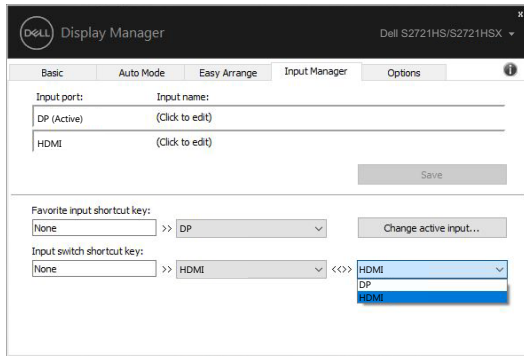 DELL Display Manager
Dell S2721HS/S2721HSX
x
Basic Auto Mode Easy Arrange Input Manager Options
Input port: Input name:
DP (Active) (Click to edit)
HDMI (Click to edit)
Save
Favorite input shortcut key:
None >> DP Change active input...
Input switch shortcut key:
None >> HDMI <<>> HDMI
DP
HDMI